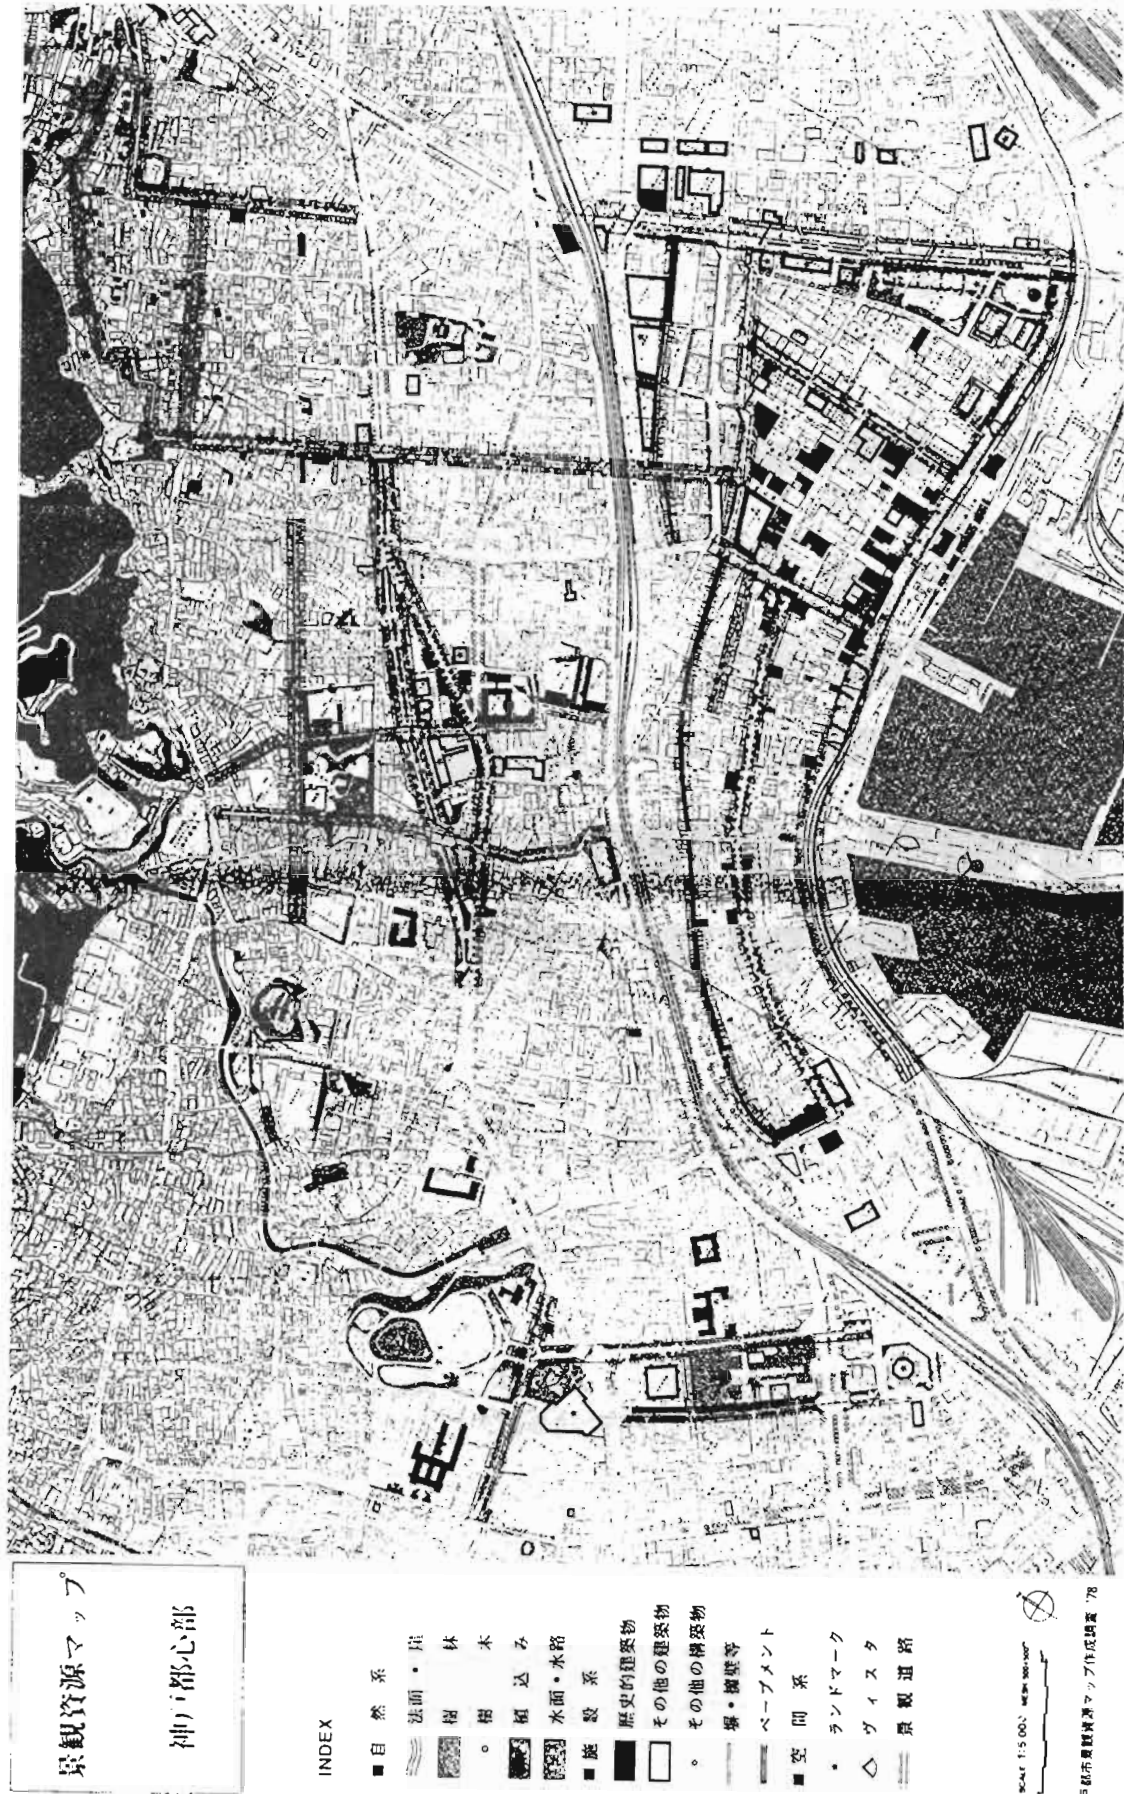 景観資源マップ
神戸都心部
INDEX
■ 自然系
法面・崖
樹林
樹木
植込み
水面・水路
■ 施設系
歴史的建築物
その他の建築物
その他の構築物
塀・擁壁等
ペーブメント
■ 空間系
ランドマーク
ヴィスタ
景観道路
SCALE 1:5,000
戸都市景観資源マップ作成調査 '78